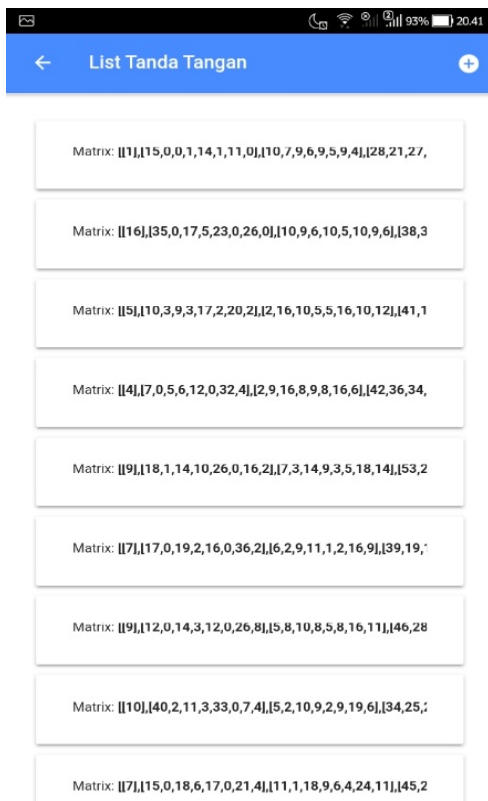 93% 20.41
List Tanda Tangan
Matrix: [[1],[15,0,0,1,14,1,11,0],[10,7,9,6,9,5,9,4],[28,21,27,
Matrix: [[16],[35,0,17,5,23,0,26,0],[10,9,6,10,5,10,9,6],[38,3
Matrix: [[5],[10,3,9,3,17,2,20,2],[2,16,10,5,5,16,10,12],[41,1
Matrix: [[4],[7,0,5,6,12,0,32,4],[2,9,16,8,9,8,16,6],[42,36,34,
Matrix: [[9],[18,1,14,10,26,0,16,2],[7,3,14,9,3,5,18,14],[53,2
Matrix: [[7],[17,0,19,2,16,0,36,2],[6,2,9,11,1,2,16,9],[39,19,
Matrix: [[9],[12,0,14,3,12,0,26,8],[5,8,10,8,5,8,16,11],[46,28
Matrix: [[10],[40,2,11,3,33,0,7,4],[5,2,10,9,2,9,19,6],[34,25,
Matrix: [[7],[15,0,18,6,17,0,21,4],[11,1,18,9,6,4,24,11],[45,2